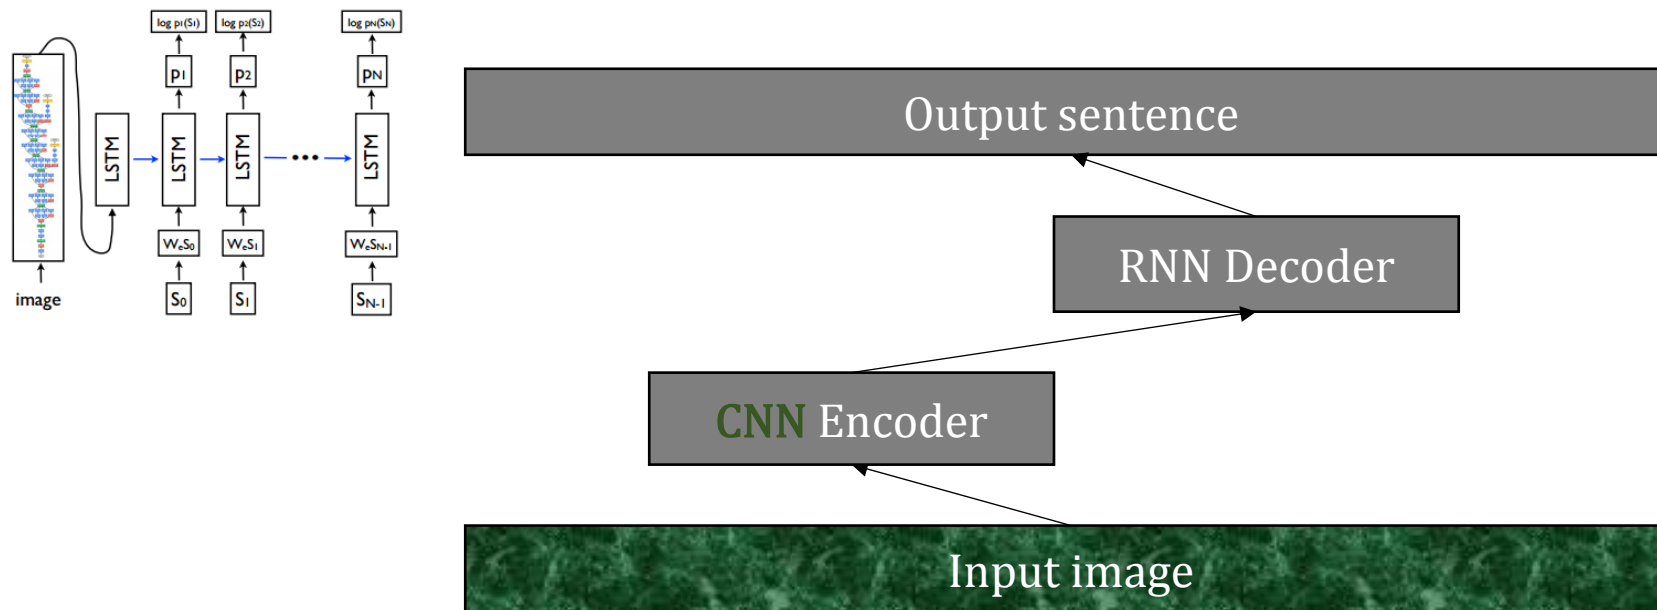 log p1(S1) log p2(S2) log pN(SN)
p1 p2 pN
LSTM LSTM LSTM ••• LSTM
WeS0 WeS1 WeSN-1
image S0 S1 SN-1
Output sentence
RNN Decoder
CNN Encoder
Input image